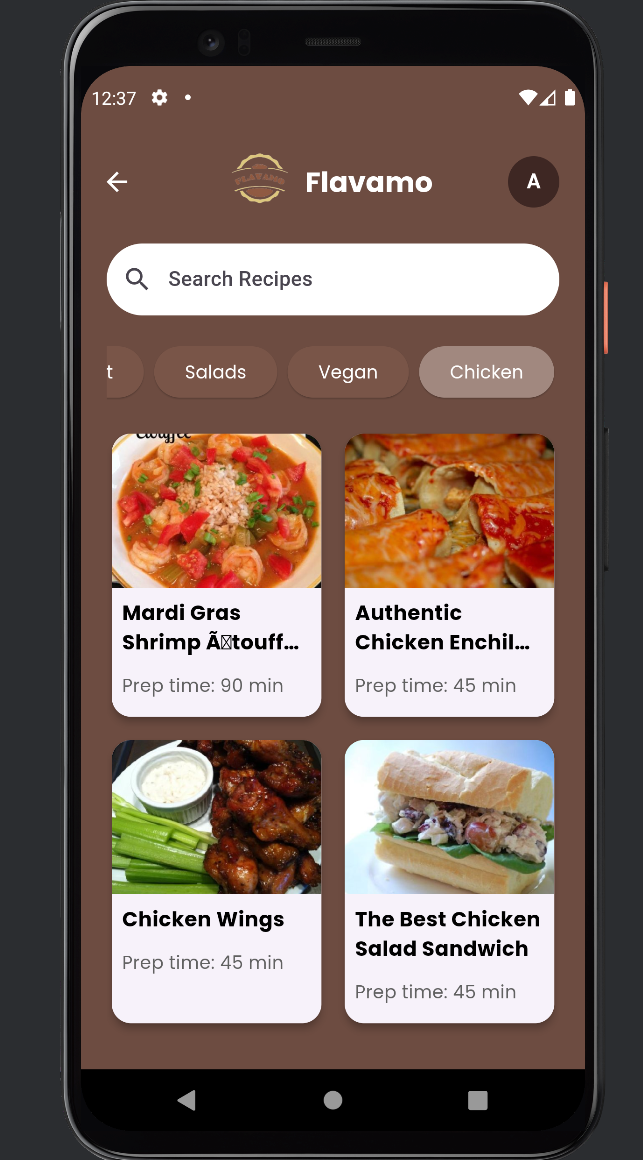 12:37
FLAVAMO
Flavamo
A
Search Recipes
t
Salads
Vegan
Chicken
Mardi Gras
Shrimp Ã�touff...
Prep time: 90 min
Authentic
Chicken Enchil...
Prep time: 45 min
Chicken Wings
Prep time: 45 min
The Best Chicken
Salad Sandwich
Prep time: 45 min